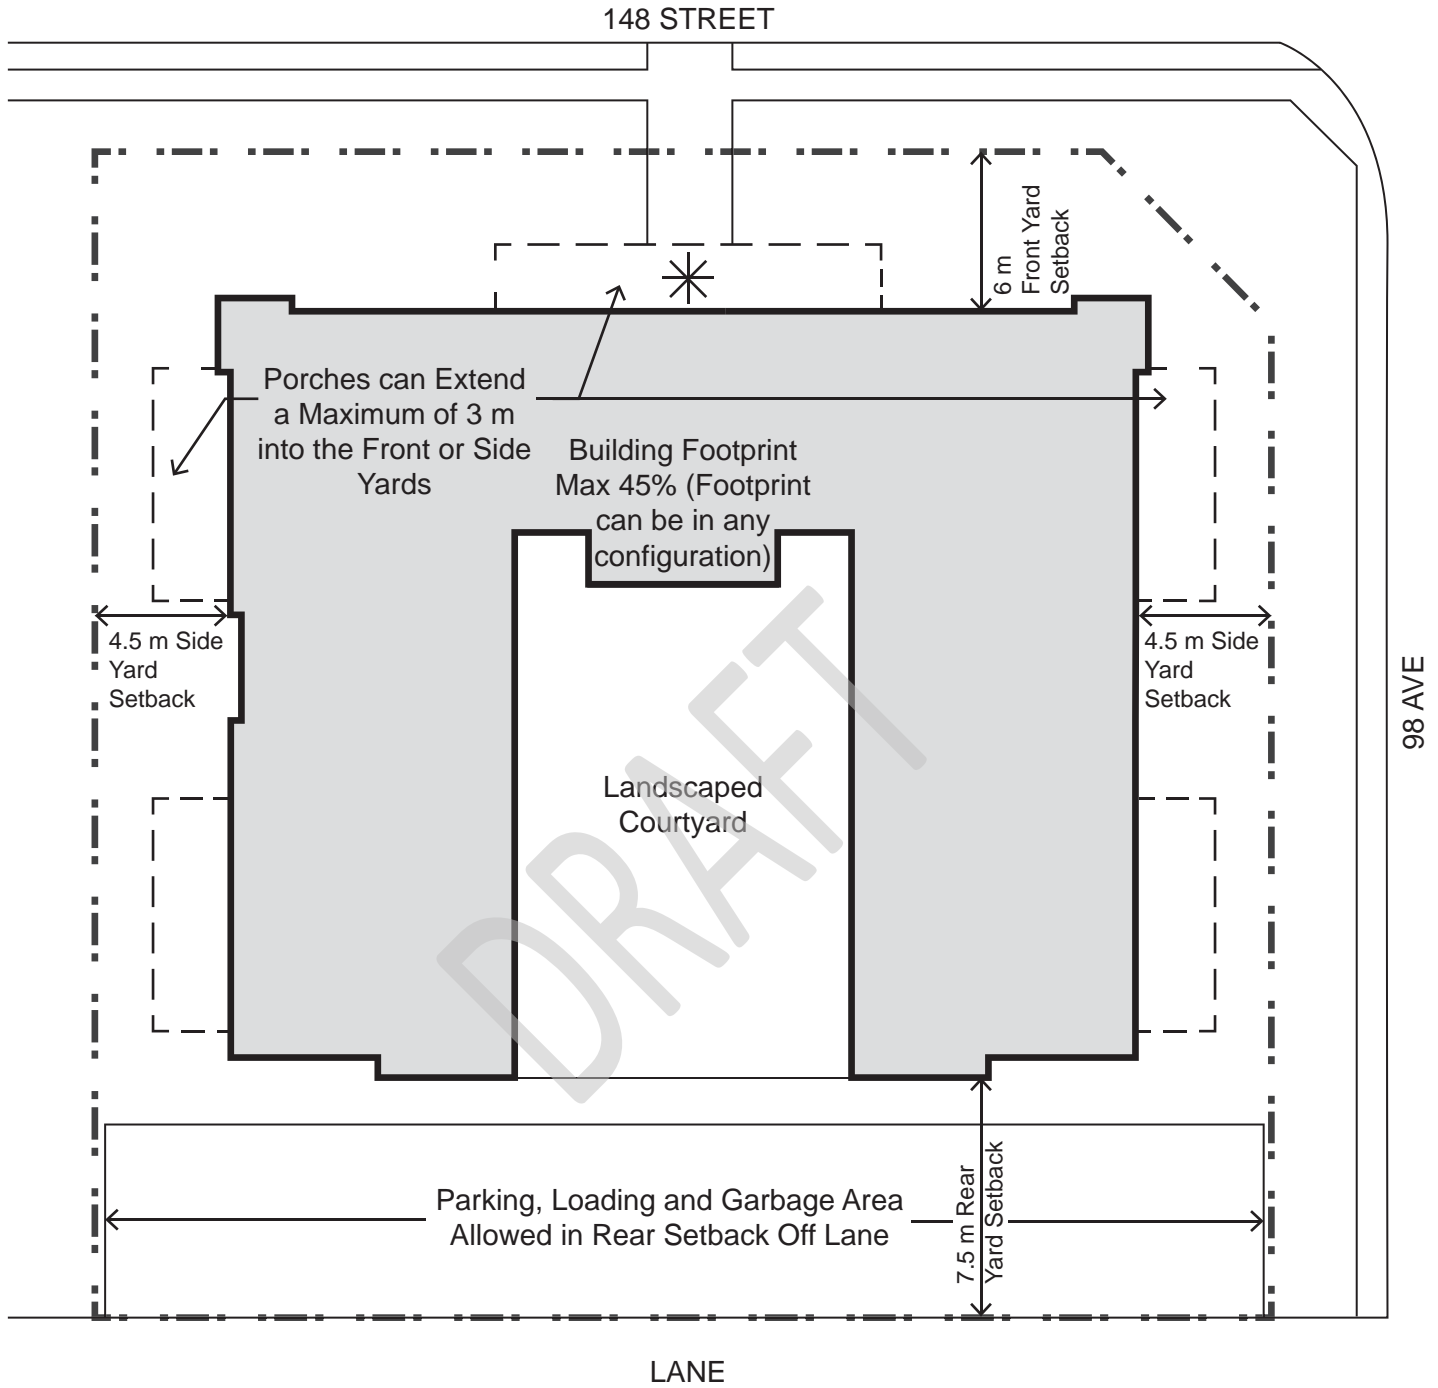 148 STREET
6 m
Front Yard
Setback
Porches can Extend
a Maximum of 3 m
into the Front or Side
Yards
Building Footprint
Max 45% (Footprint
can be in any
configuration)
4.5 m Side
Yard
Setback
4.5 m Side
Yard
Setback
98 AVE
Landscaped
Courtyard
DRAFT
Parking, Loading and Garbage Area
Allowed in Rear Setback Off Lane
7.5 m Rear
Yard Setback
LANE